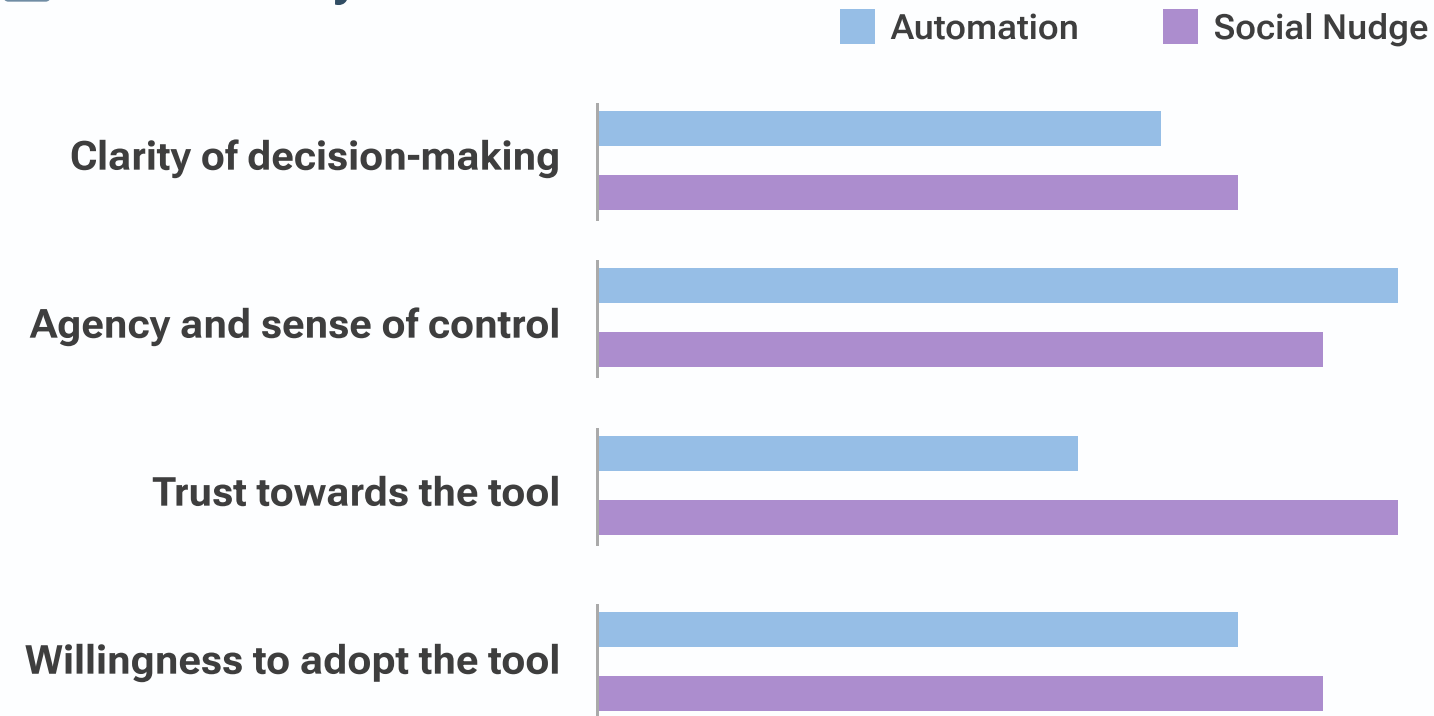 Automation
Social Nudge
Clarity of decision-making
Agency and sense of control
Trust towards the tool
Willingness to adopt the tool